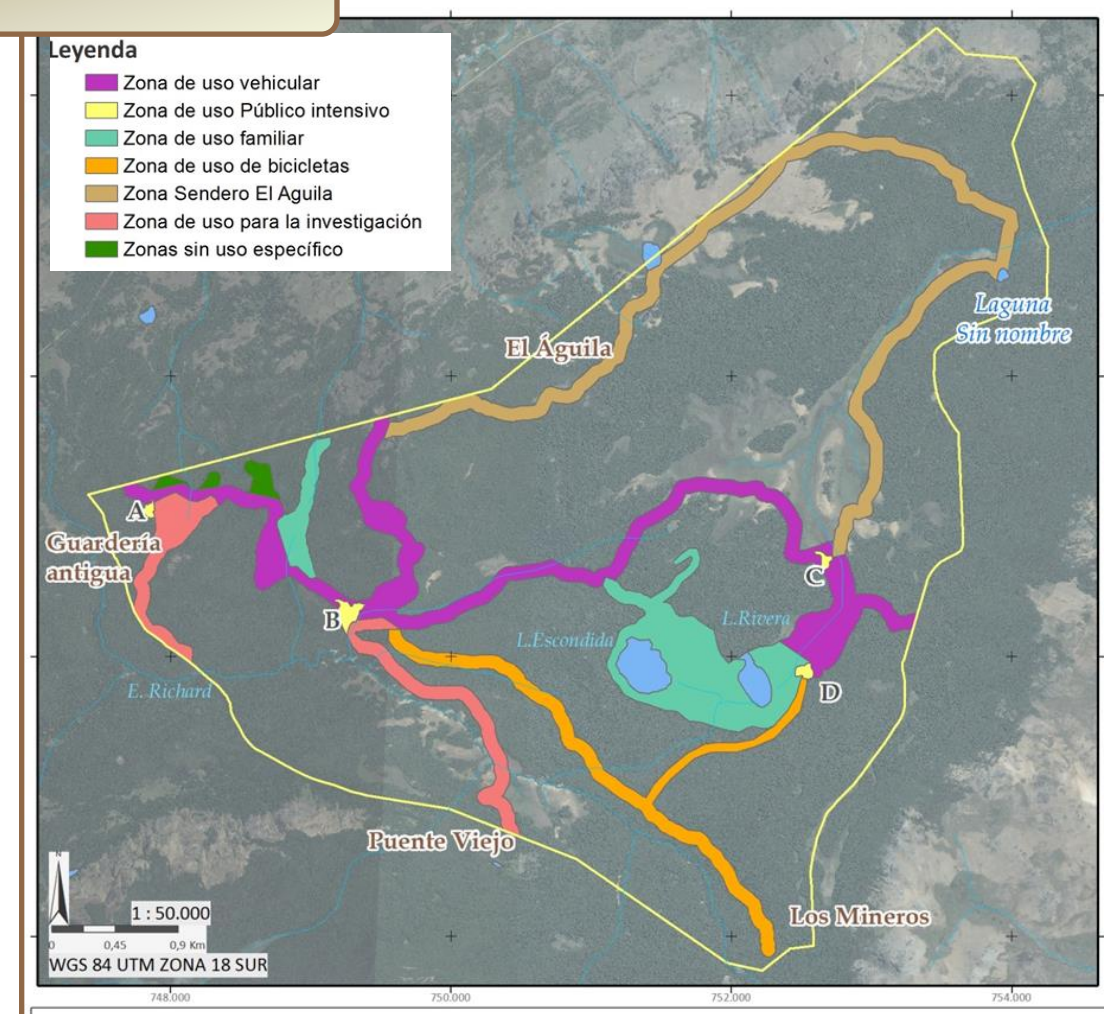 Leyenda
Zona de uso vehicular
Zona de uso Público intensivo
Zona de uso familiar
Zona de uso de bicicletas
Zona Sendero El Aguila
Zona de uso para la investigación
Zonas sin uso específico
Laguna
Sin nombre
El Águila
A
Guardería
antigua
C
B
L.Rivera
L.Escondida
E. Richard
D
Puente Viejo
Los Mineros
N
1 : 50.000
0 0,45 0,9 Km
WGS 84 UTM ZONA 18 SUR
748.000 750.000 752.000 754.000